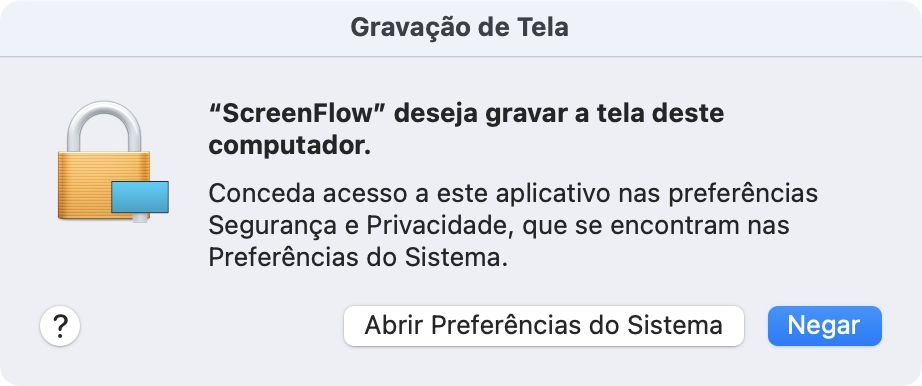 Gravação de Tela
“ScreenFlow” deseja gravar a tela deste
computador.
Conceda acesso a este aplicativo nas preferências
Segurança e Privacidade, que se encontram nas
Preferências do Sistema.
?
Abrir Preferências do Sistema
Negar